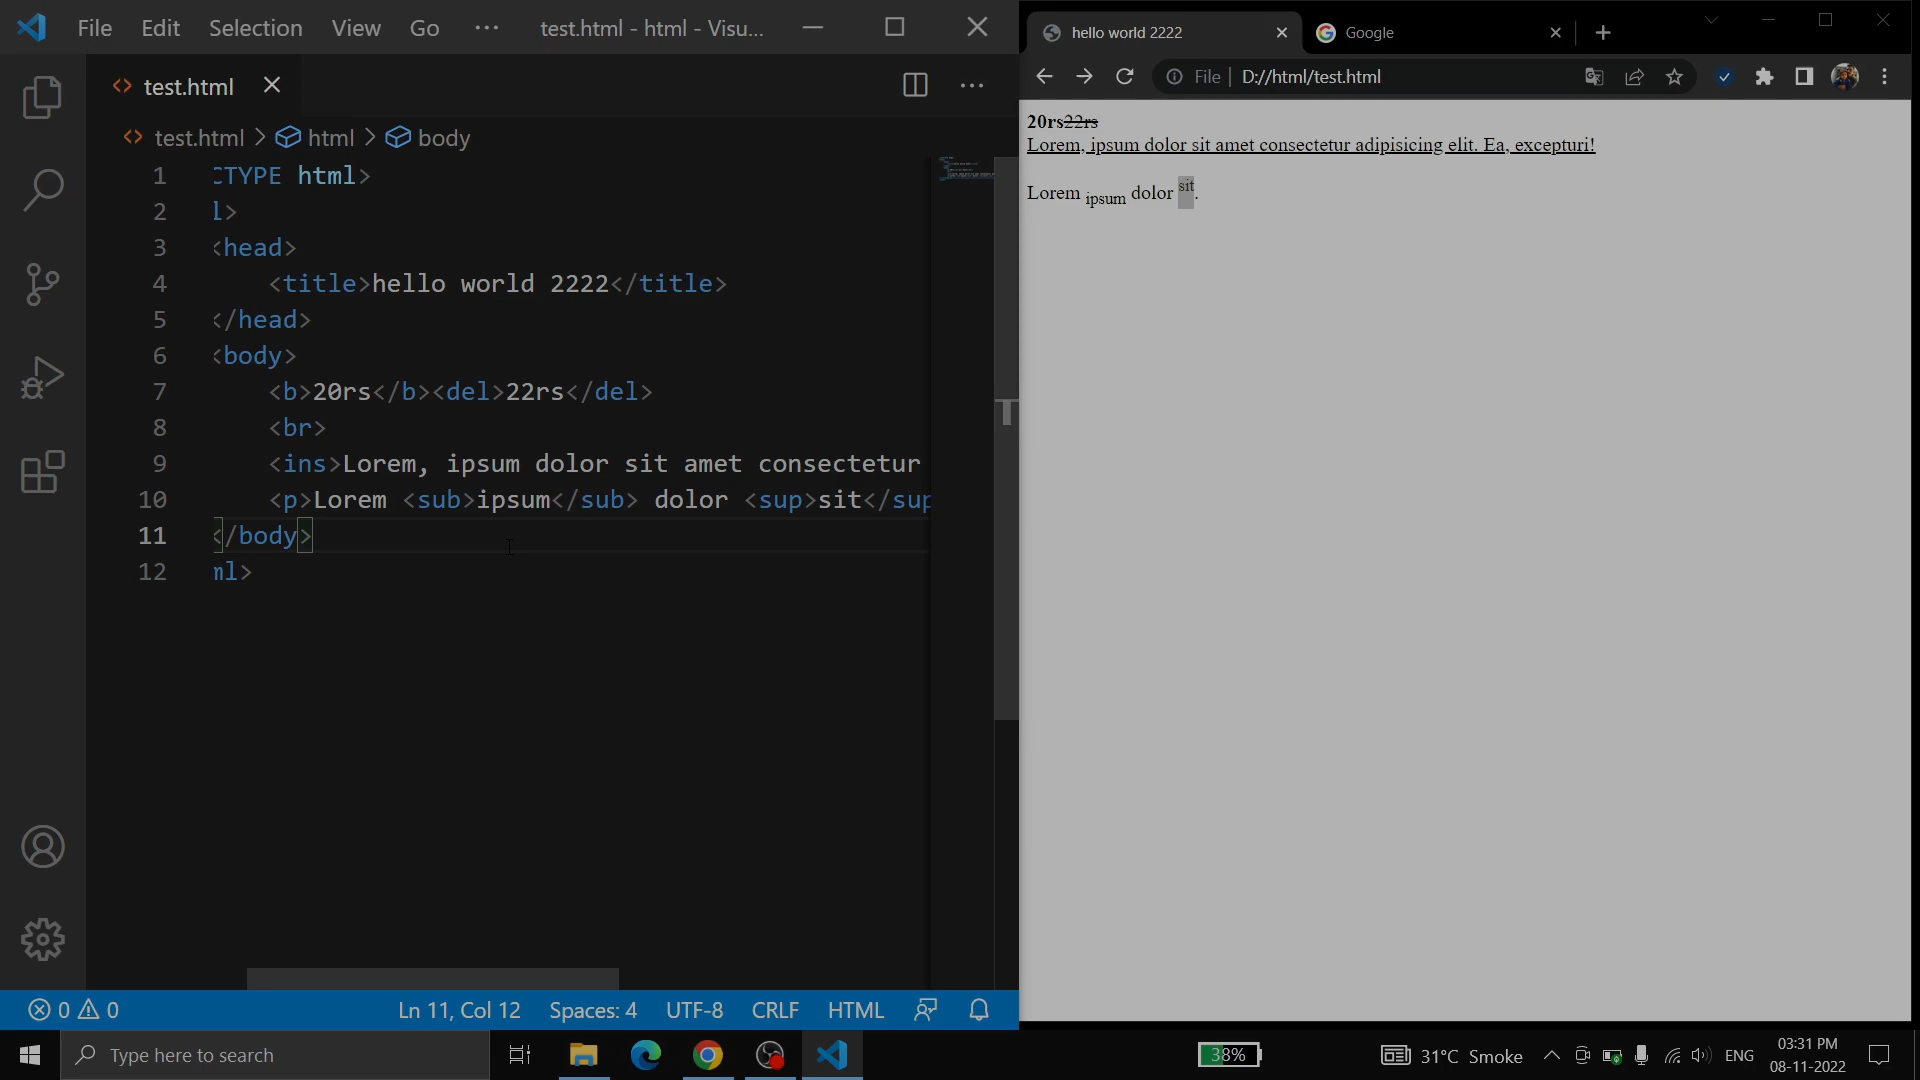 File Edit Selection View Go ··· test.html - html - Visu...
test.html
test.html > html > body
1 CTYPE html>
2 l>
3 <head>
4 <title>hello world 2222</title>
5 </head>
6 <body>
7 <b>20rs</b><del>22rs</del>
8 <br>
9 <ins>Lorem, ipsum dolor sit amet consectetur
10 <p>Lorem <sub>ipsum</sub> dolor <sup>sit</sup
11 </body>
12 ml>
0 0 Ln 11, Col 12 Spaces: 4 UTF-8 CRLF HTML
hello world 2222 Google
File D://html/test.html
20rs22rs
Lorem, ipsum dolor sit amet consectetur adipisicing elit. Ea, excepturi!
Lorem ipsum dolor sit.
Type here to search 38% 31°C Smoke ENG 03:31 PM
08-11-2022